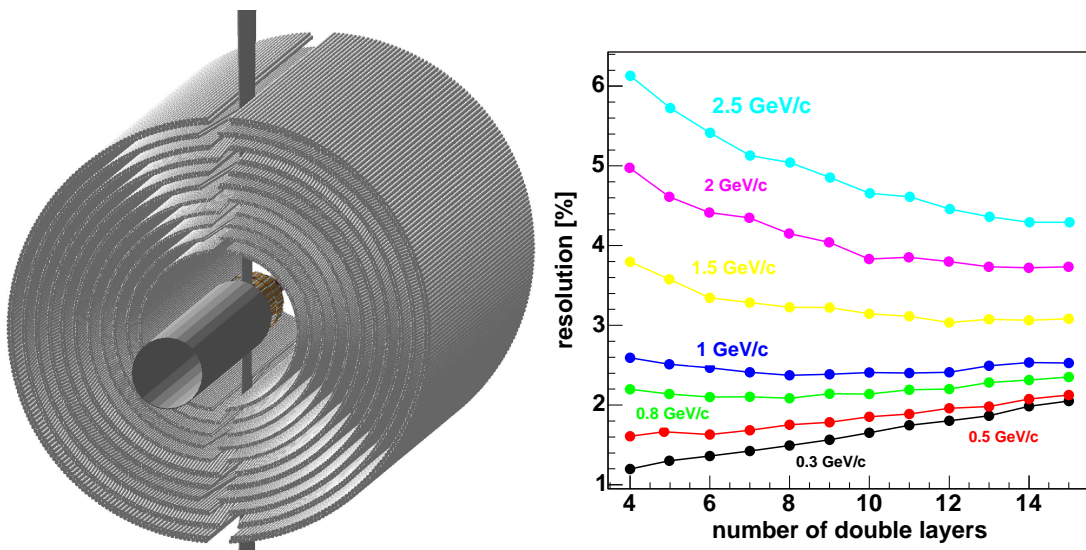 6
2.5 GeV/c
5
2 GeV/c
4
1.5 GeV/c
3
1 GeV/c
2
0.8 GeV/c
0.5 GeV/c
0.3 GeV/c
1
4 6 8 10 12 14
resolution [%]
number of double layers